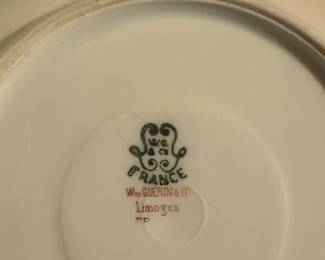 W.G.
& Co
FRANCE
Wm GUERIN & Co
Limoges